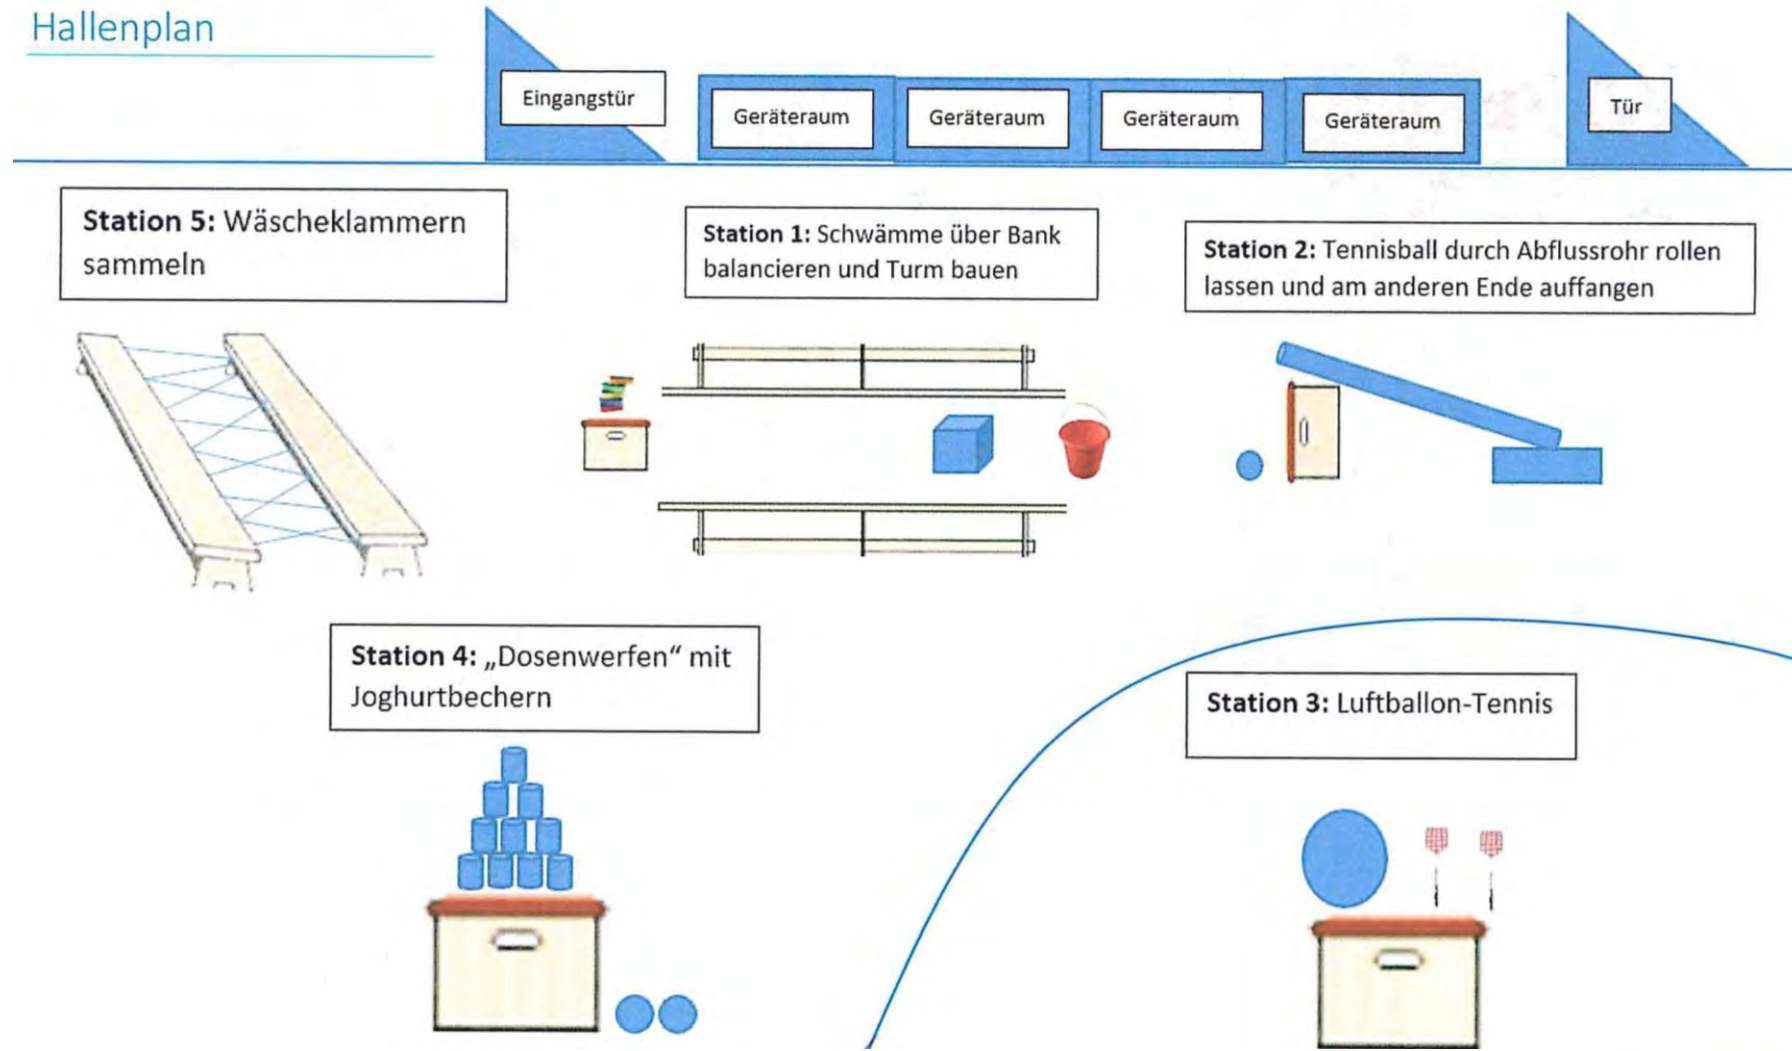 Hallenplan
Eingangstür
Geräteraum
Geräteraum
Geräteraum
Geräteraum
Tür
Station 5: Wäscheklammern
sammeln
Station 1: Schwämme über Bank
balancieren und Turm bauen
Station 2: Tennisball durch Abflussrohr rollen
lassen und am anderen Ende auffangen
Station 4: „Dosenwerfen“ mit
Joghurtbechern
Station 3: Luftballon-Tennis